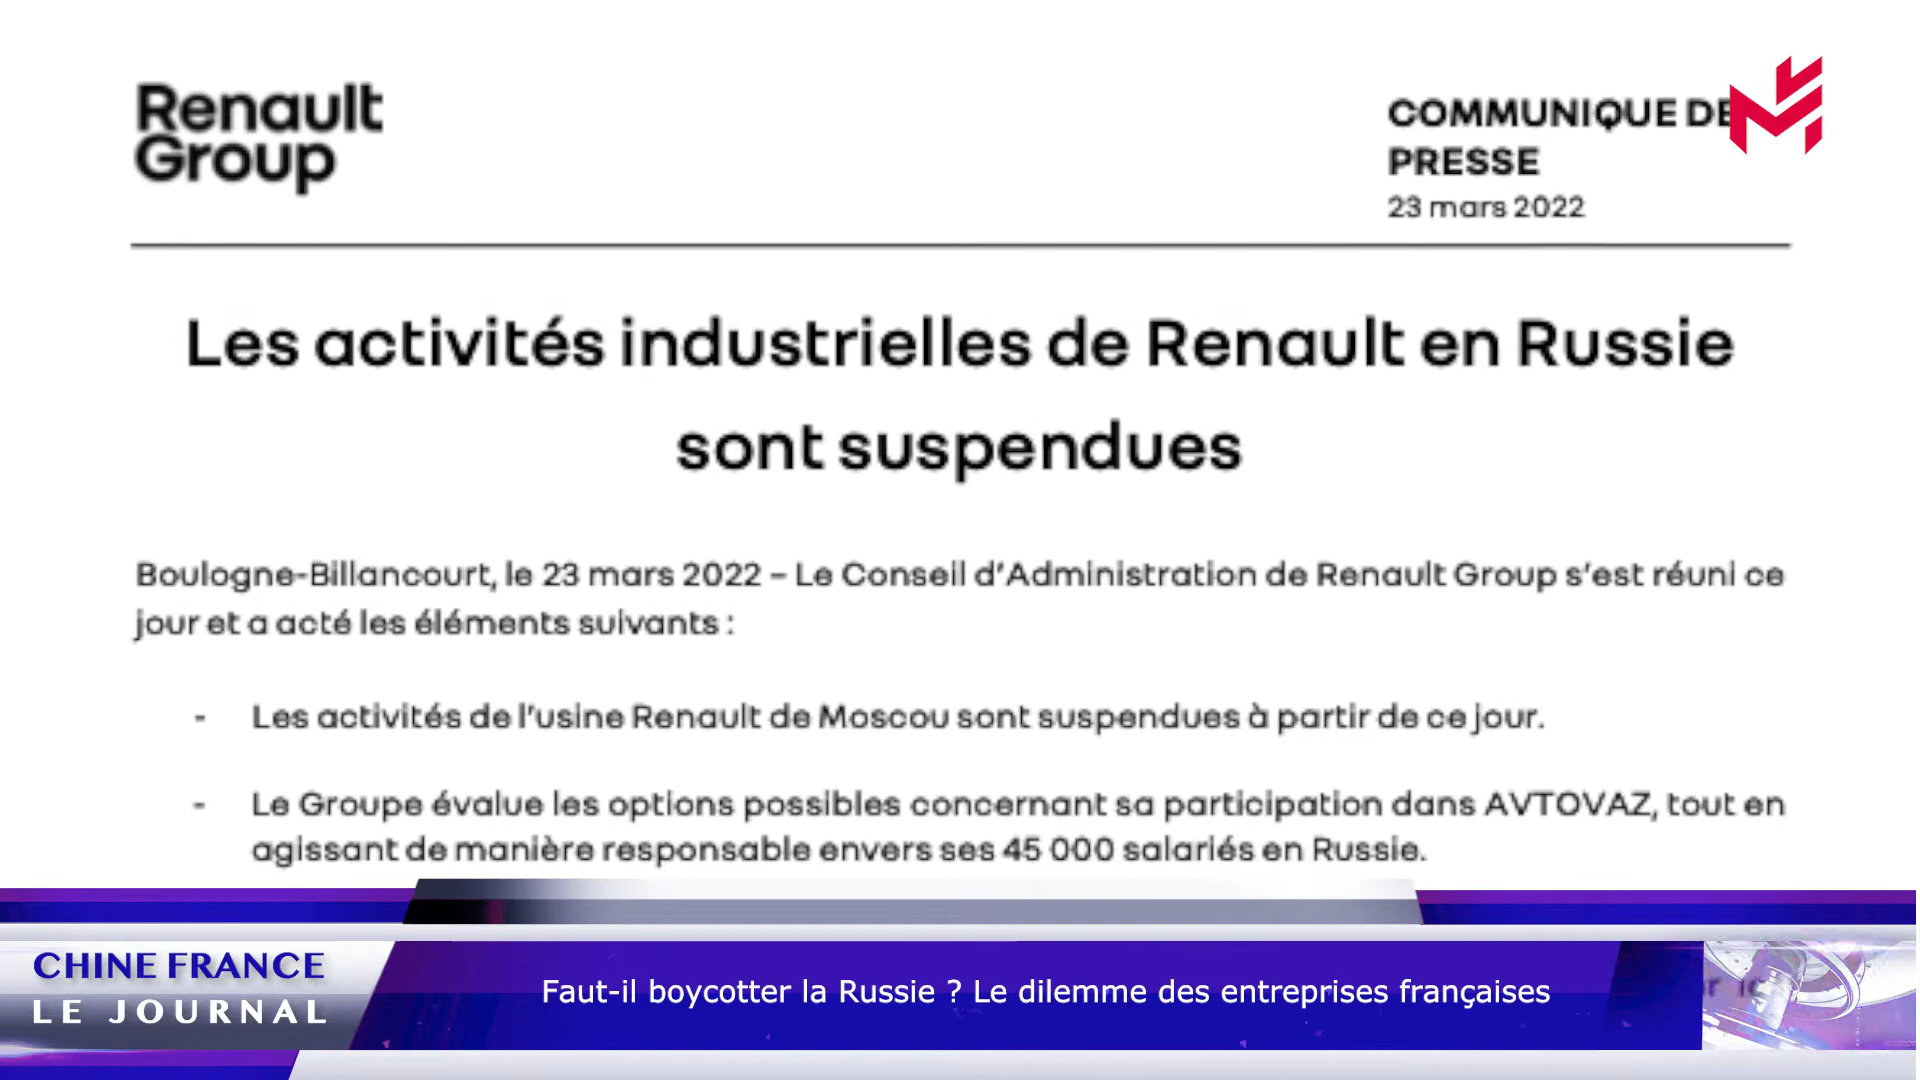 Renault
Group
COMMUNIQUE DE
PRESSE
23 mars 2022
Les activités industrielles de Renault en Russie
sont suspendues
Boulogne-Billancourt, le 23 mars 2022 – Le Conseil d’Administration de Renault Group s’est réuni ce
jour et a acté les éléments suivants :
- Les activités de l’usine Renault de Moscou sont suspendues à partir de ce jour.
- Le Groupe évalue les options possibles concernant sa participation dans AVTOVAZ, tout en
agissant de manière responsable envers ses 45 000 salariés en Russie.
CHINE FRANCE
LE JOURNAL
Faut-il boycotter la Russie ? Le dilemme des entreprises françaises